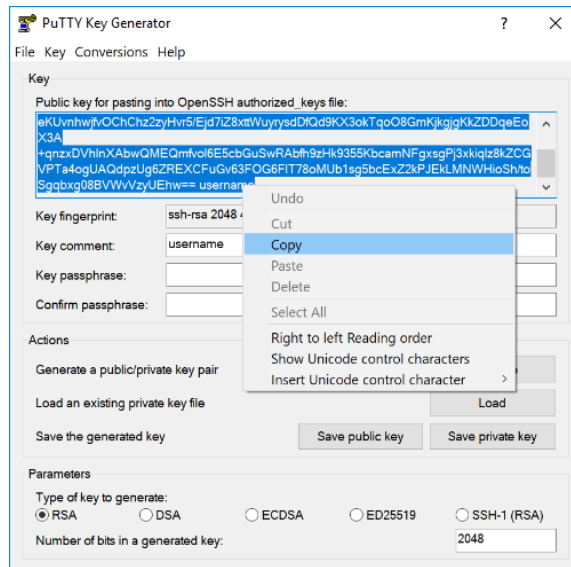 PuTTY Key Generator
? ×
File Key Conversions Help
Key
Public key for pasting into OpenSSH authorized_keys file:
eKUvnhwjfvOChChz2zyHvr5/Ejd7iZ8xttWuyrysdDfQd9KX3okTqoO8GmKjkgjgKkZDDqeEo
X3A
+qnzxDVhlnXAbwQMEQmfvol6E5cbGuSwRAbfh9zHk9355KbcamNFgxsgPj3xkiqlz8kZCG
VPTa4ogUAQdpzUg6ZREXCFuGv63FOG6FlT78oMUb1sg5bcExZ2kPJEkLMNWHioSh/to
Sgqbxg08BVWvVzyUEhw== username
Key fingerprint: ssh-rsa 2048
Key comment: username
Key passphrase:
Confirm passphrase:
Undo
Cut
Copy
Paste
Delete
Select All
Right to left Reading order
Show Unicode control characters
Insert Unicode control character >
Actions
Generate a public/private key pair
Load an existing private key file Load
Save the generated key Save public key Save private key
Parameters
Type of key to generate:
RSA DSA ECDSA ED25519 SSH-1 (RSA)
Number of bits in a generated key: 2048